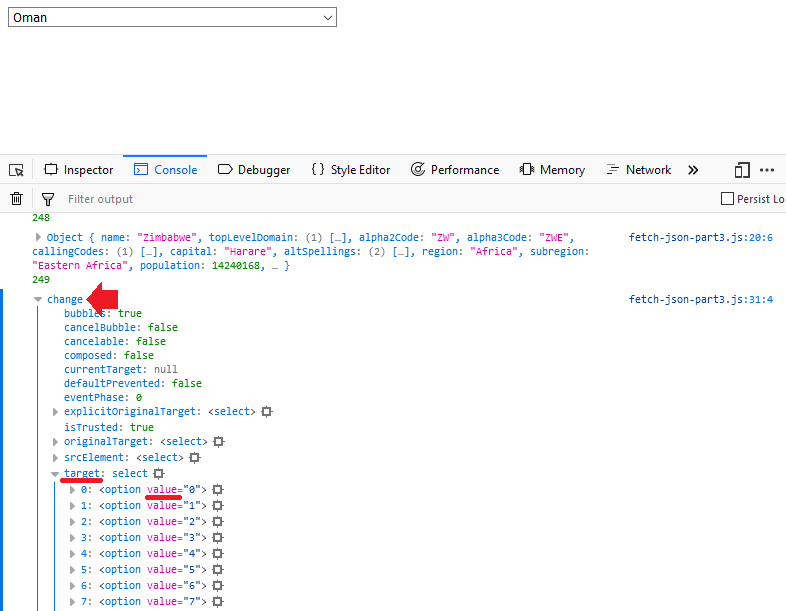 Oman
Inspector Console Debugger { } Style Editor Performance Memory Network »
Filter output Persist Lo
248
Object { name: "Zimbabwe", topLevelDomain: (1) […], alpha2Code: "ZW", alpha3Code: "ZWE", fetch-json-part3.js:20:6
callingCodes: (1) […], capital: "Harare", altSpellings: (2) […], region: "Africa", subregion:
"Eastern Africa", population: 14240168, … }
249
change fetch-json-part3.js:31:4
bubbles: true
cancelBubble: false
cancelable: false
composed: false
currentTarget: null
defaultPrevented: false
eventPhase: 0
explicitOriginalTarget: <select>
isTrusted: true
originalTarget: <select>
srcElement: <select>
target: select
0: <option value="0">
1: <option value="1">
2: <option value="2">
3: <option value="3">
4: <option value="4">
5: <option value="5">
6: <option value="6">
7: <option value="7">